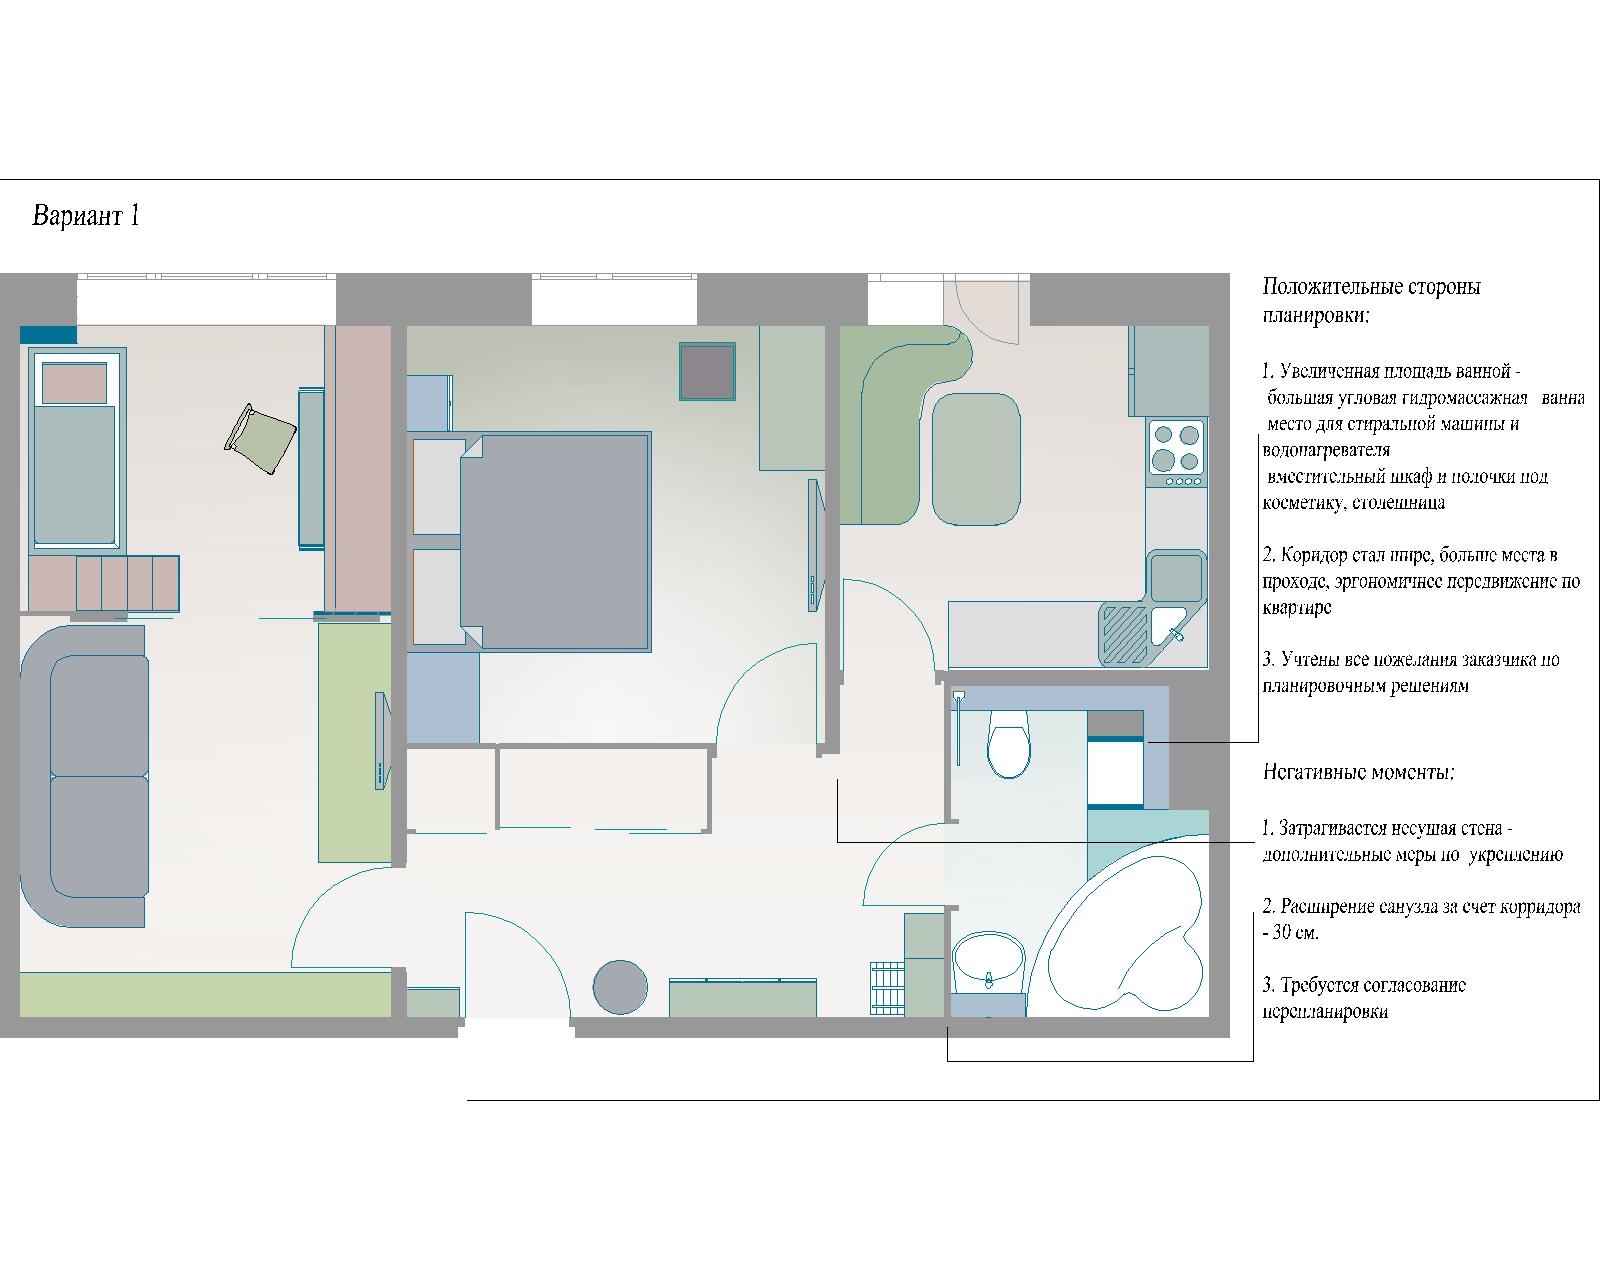 Вариант 1
Положительные стороны
планировки:
1. Увеличенная площадь ванной -
большая угловая гидромассажная ванна
место для стиральной машины и
водонагревателя
вместительный шкаф и полочки под
косметику, столешница
2. Коридор стал шире, больше места в
проходе, эргономичнее передвижение по
квартире
3. Учтены все пожелания заказчика по
планировочным решениям
Негативные моменты:
1. Затрагивается несущая стена -
дополнительные меры по укреплению
2. Расширение санузла за счет корридора
- 30 см.
3. Требуется согласование
перепланировки